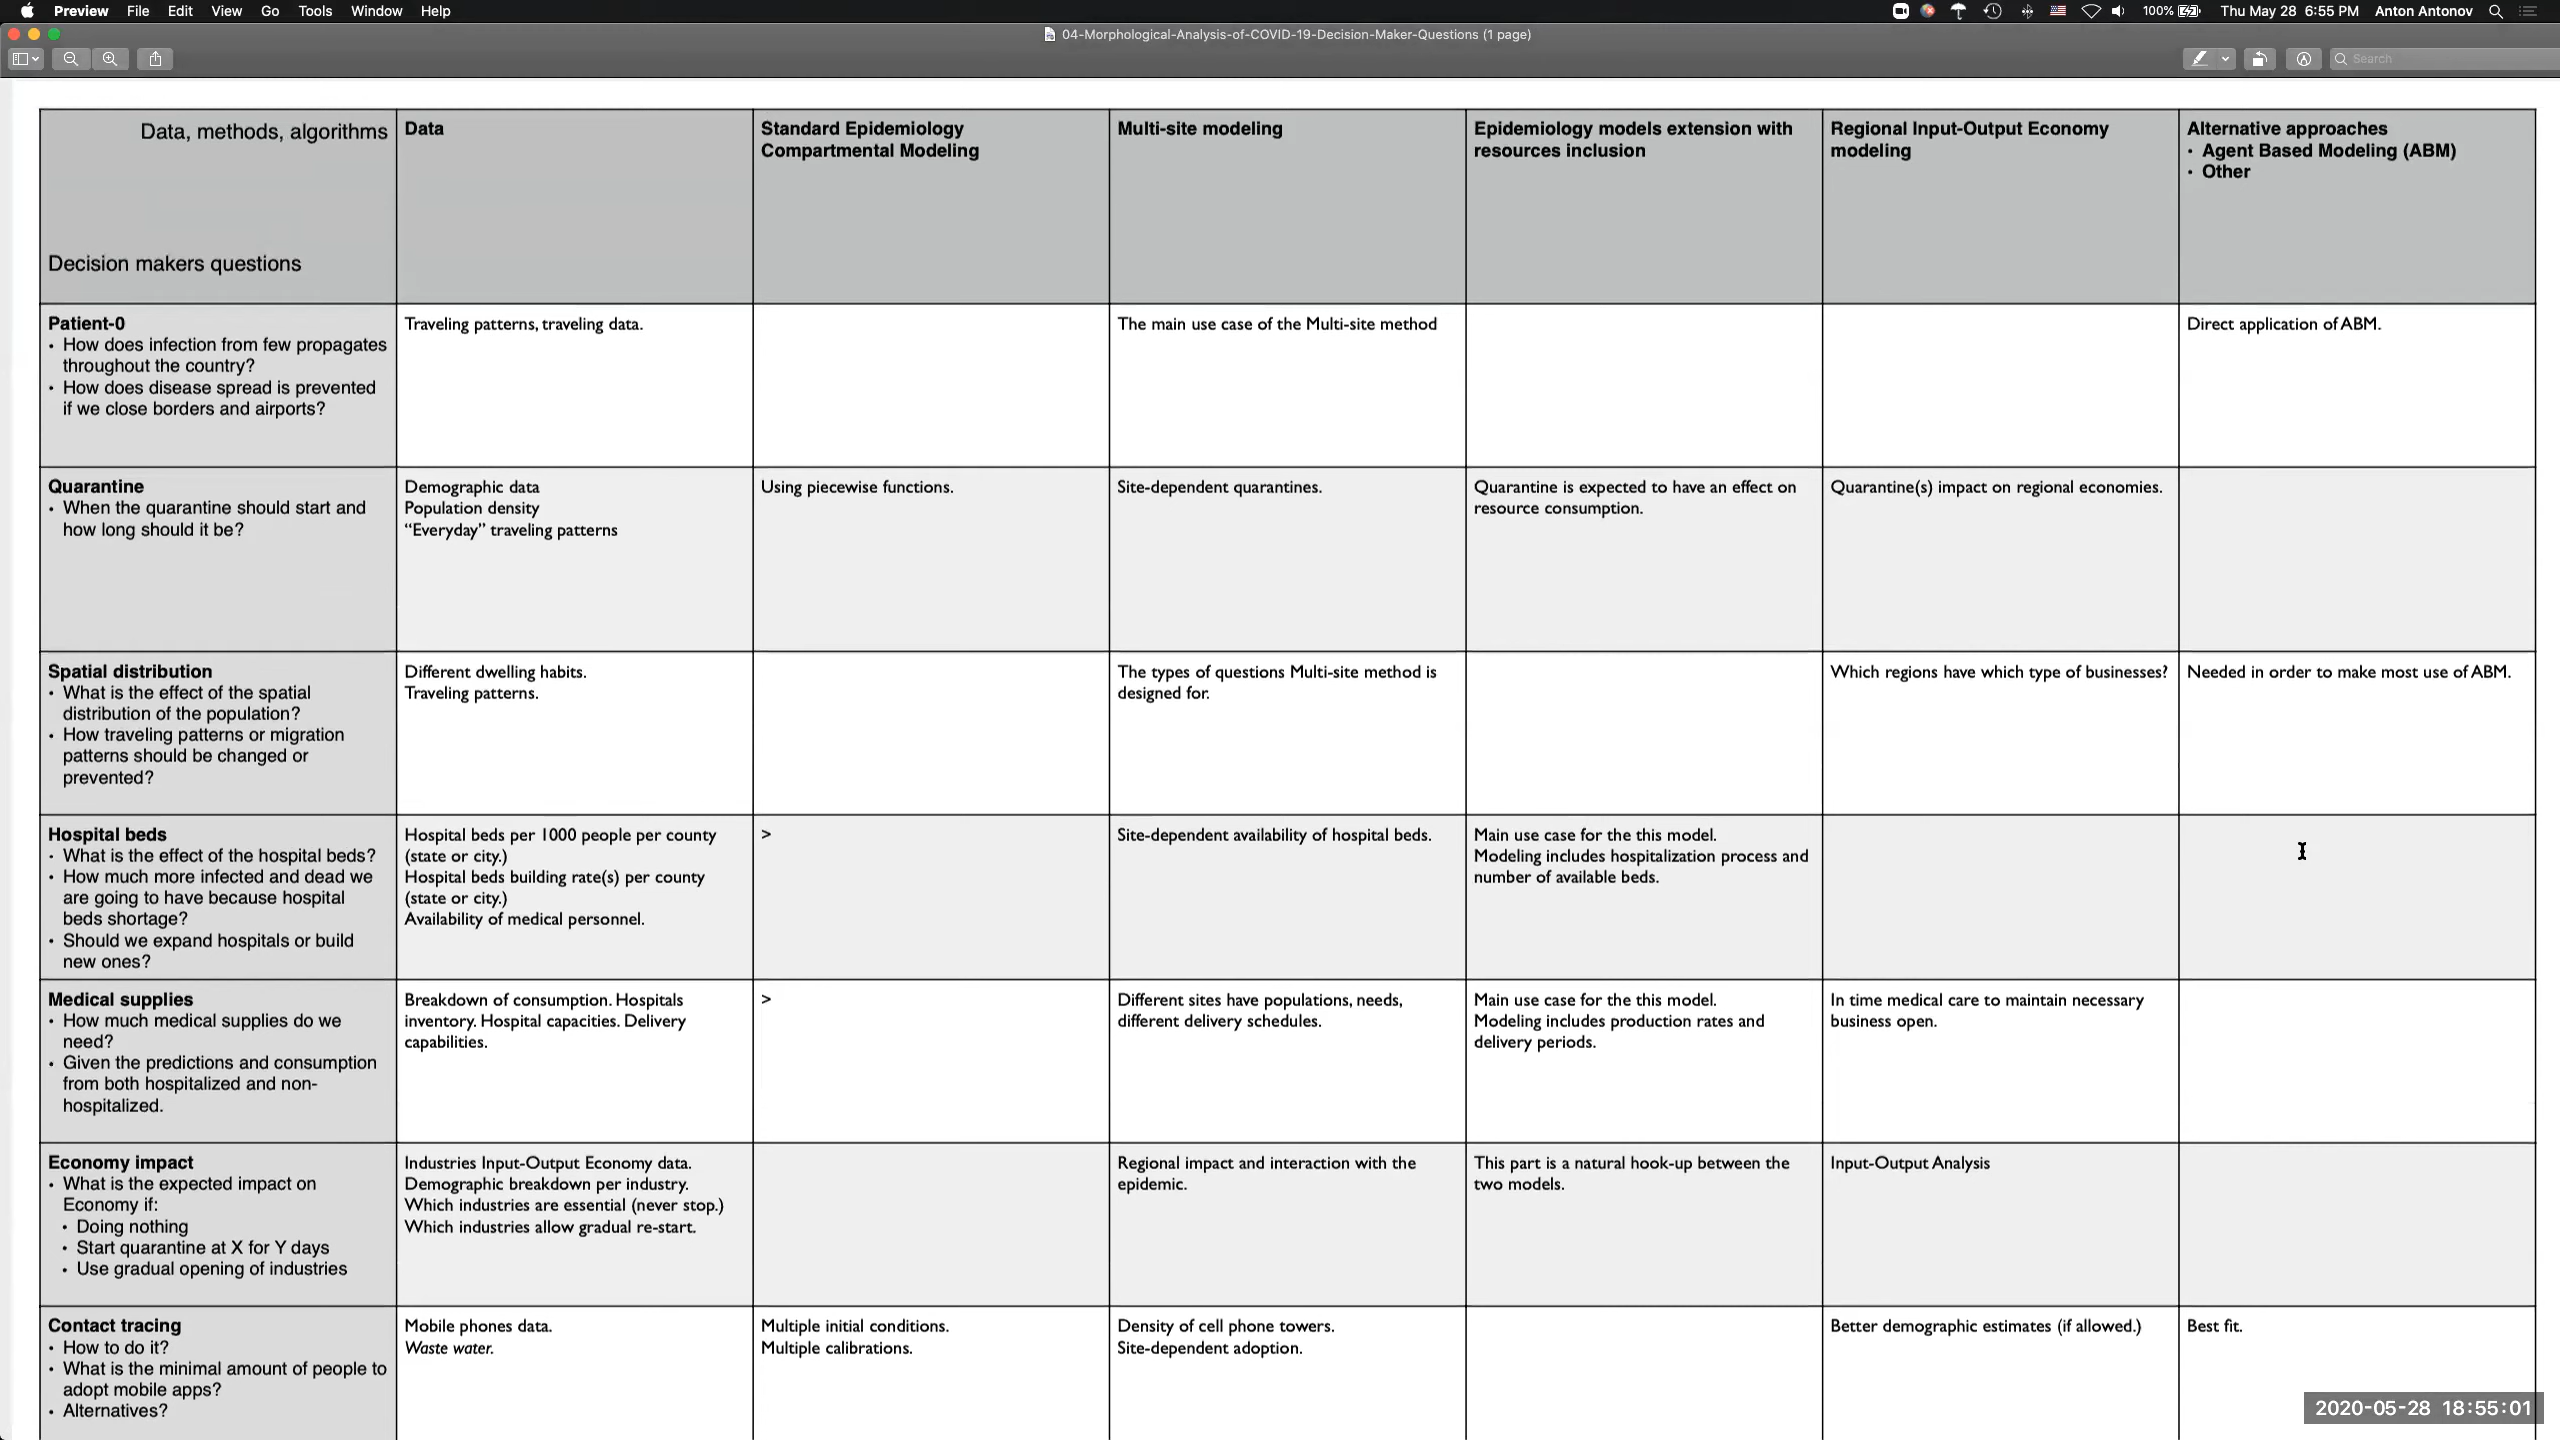 Preview File Edit View Go Tools Window Help
100% Thu May 28 6:55 PM Anton Antonov
04-Morphological-Analysis-of-COVID-19-Decision-Maker-Questions (1 page)
Search
Data, methods, algorithms
Decision makers questions
Data
Standard Epidemiology
Compartmental Modeling
Multi-site modeling
Epidemiology models extension with
resources inclusion
Regional Input-Output Economy
modeling
Alternative approaches
• Agent Based Modeling (ABM)
• Other
Patient-0
• How does infection from few propagates
throughout the country?
• How does disease spread is prevented
if we close borders and airports?
Traveling patterns, traveling data.
The main use case of the Multi-site method
Direct application of ABM.
Quarantine
• When the quarantine should start and
how long should it be?
Demographic data
Population density
“Everyday” traveling patterns
Using piecewise functions.
Site-dependent quarantines.
Quarantine is expected to have an effect on
resource consumption.
Quarantine(s) impact on regional economies.
Spatial distribution
• What is the effect of the spatial
distribution of the population?
• How traveling patterns or migration
patterns should be changed or
prevented?
Different dwelling habits.
Traveling patterns.
The types of questions Multi-site method is
designed for.
Which regions have which type of businesses?
Needed in order to make most use of ABM.
Hospital beds
• What is the effect of the hospital beds?
• How much more infected and dead we
are going to have because hospital
beds shortage?
• Should we expand hospitals or build
new ones?
Hospital beds per 1000 people per county
(state or city.)
Hospital beds building rate(s) per county
(state or city.)
Availability of medical personnel.
>
Site-dependent availability of hospital beds.
Main use case for the this model.
Modeling includes hospitalization process and
number of available beds.
Medical supplies
• How much medical supplies do we
need?
• Given the predictions and consumption
from both hospitalized and non-
hospitalized.
Breakdown of consumption. Hospitals
inventory. Hospital capacities. Delivery
capabilities.
>
Different sites have populations, needs,
different delivery schedules.
Main use case for the this model.
Modeling includes production rates and
delivery periods.
In time medical care to maintain necessary
business open.
Economy impact
• What is the expected impact on
Economy if:
• Doing nothing
• Start quarantine at X for Y days
• Use gradual opening of industries
Industries Input-Output Economy data.
Demographic breakdown per industry.
Which industries are essential (never stop.)
Which industries allow gradual re-start.
Regional impact and interaction with the
epidemic.
This part is a natural hook-up between the
two models.
Input-Output Analysis
Contact tracing
• How to do it?
• What is the minimal amount of people to
adopt mobile apps?
• Alternatives?
Mobile phones data.
Waste water.
Multiple initial conditions.
Multiple calibrations.
Density of cell phone towers.
Site-dependent adoption.
Better demographic estimates (if allowed.)
Best fit.
2020-05-28 18:55:01